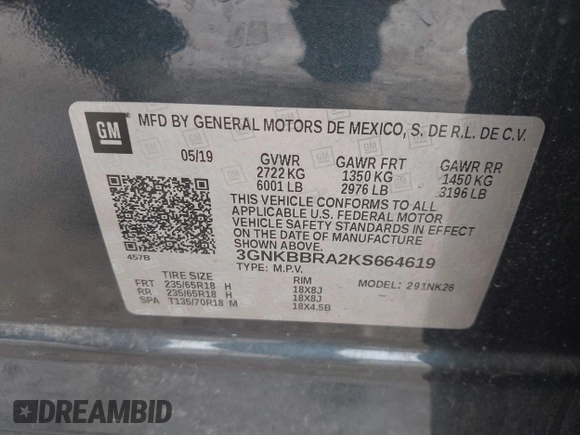 GM MFD BY GENERAL MOTORS DE MEXICO, S. DE R.L. DE C.V.
05/19 GVWR GAWR FRT GAWR RR
2722 KG 1350 KG 1450 KG
6001 LB 2976 LB 3196 LB
THIS VEHICLE CONFORMS TO ALL
APPLICABLE U.S. FEDERAL MOTOR
VEHICLE SAFETY STANDARDS IN EFFECT
ON THE DATE OF MANUFACTURE
SHOWN ABOVE.
457B 3GNKBBRA2KS664619
TYPE: M.P.V.
TIRE SIZE RIM MODEL: 291NK26
FRT 235/65R18 H 18X8J
RR 235/65R18 H 18X8J
SPA T135/70R18 M 18X4.5B
DREAMBID